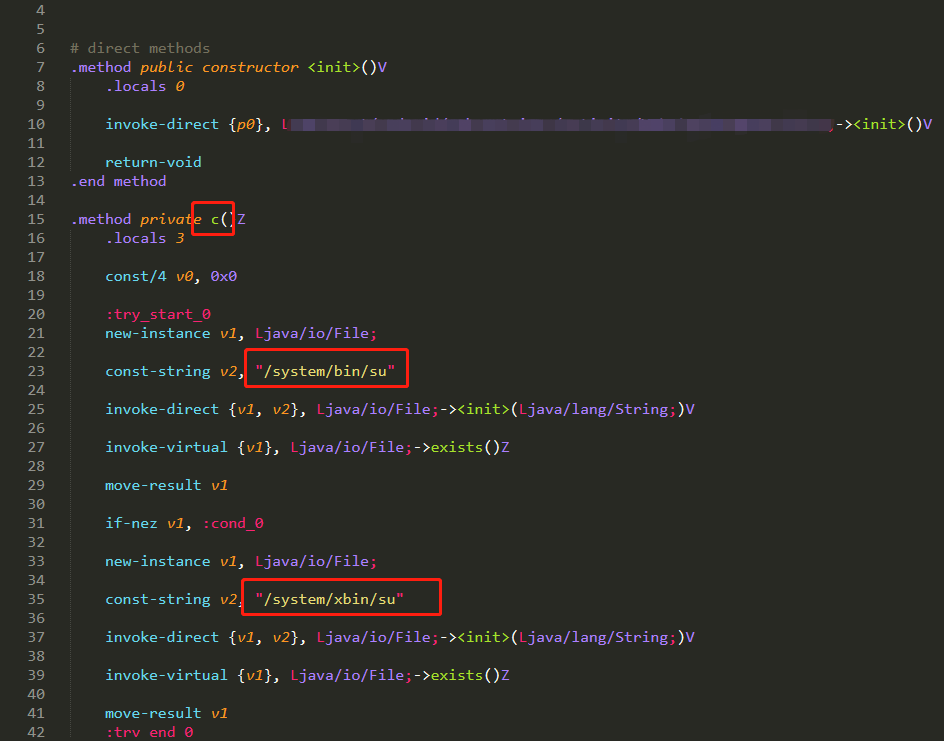 4
5
6 # direct methods
7 .method public constructor <init>()V
8 .locals 0
9
10 invoke-direct {p0}, L ;-><init>()V
11
12 return-void
13 .end method
14
15 .method private c()Z
16 .locals 3
17
18 const/4 v0, 0x0
19
20 :try_start_0
21 new-instance v1, Ljava/io/File;
22
23 const-string v2, "/system/bin/su"
24
25 invoke-direct {v1, v2}, Ljava/io/File;-><init>(Ljava/lang/String;)V
26
27 invoke-virtual {v1}, Ljava/io/File;->exists()Z
28
29 move-result v1
30
31 if-nez v1, :cond_0
32
33 new-instance v1, Ljava/io/File;
34
35 const-string v2, "/system/xbin/su"
36
37 invoke-direct {v1, v2}, Ljava/io/File;-><init>(Ljava/lang/String;)V
38
39 invoke-virtual {v1}, Ljava/io/File;->exists()Z
40
41 move-result v1
42 :try_end_0